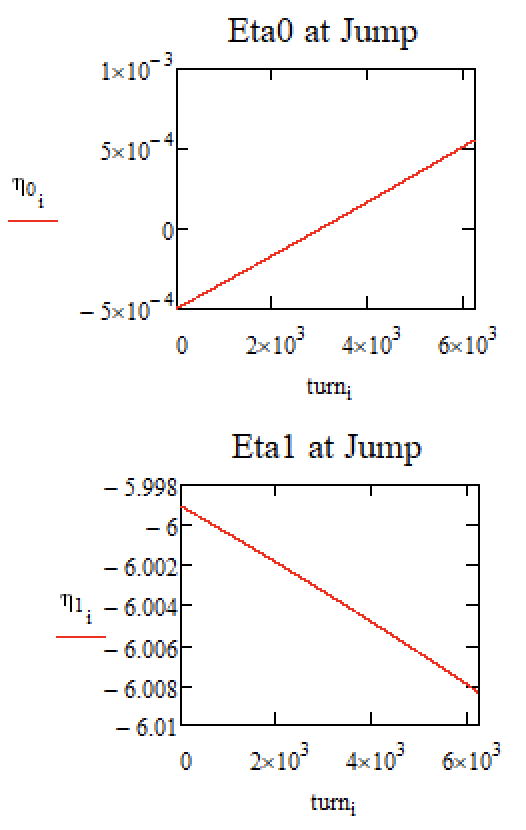 Eta0 at Jump
1×10⁻³
5×10⁻⁴
η₀ᵢ
0
−5×10⁻⁴
0 2×10³ 4×10³ 6×10³
turnᵢ
Eta1 at Jump
−5.998
−6
−6.002
η₁ᵢ
−6.004
−6.006
−6.008
−6.01
0 2×10³ 4×10³ 6×10³
turnᵢ